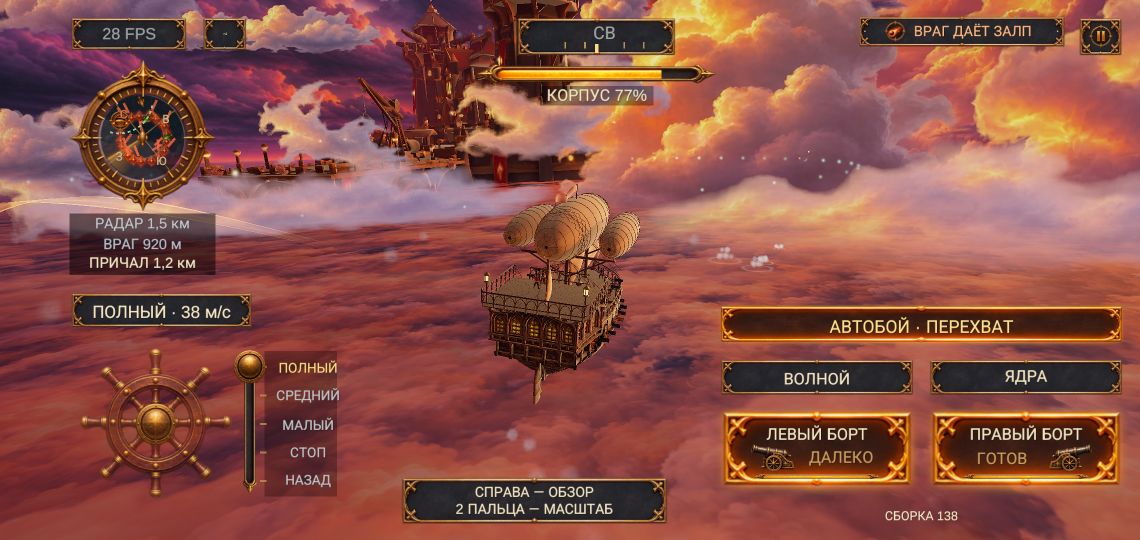 28 FPS
СВ
ВРАГ ДАЁТ ЗАЛП
КОРПУС 77%
В
З
Ю
РАДАР 1,5 км
ВРАГ 920 м
ПРИЧАЛ 1,2 км
ПОЛНЫЙ · 38 м/с
ПОЛНЫЙ
СРЕДНИЙ
МАЛЫЙ
СТОП
НАЗАД
АВТОБОЙ · ПЕРЕХВАТ
ВОЛНОЙ
ЯДРА
ЛЕВЫЙ БОРТ
ДАЛЕКО
ПРАВЫЙ БОРТ
ГОТОВ
СПРАВА — ОБЗОР
2 ПАЛЬЦА — МАСШТАБ
СБОРКА 138